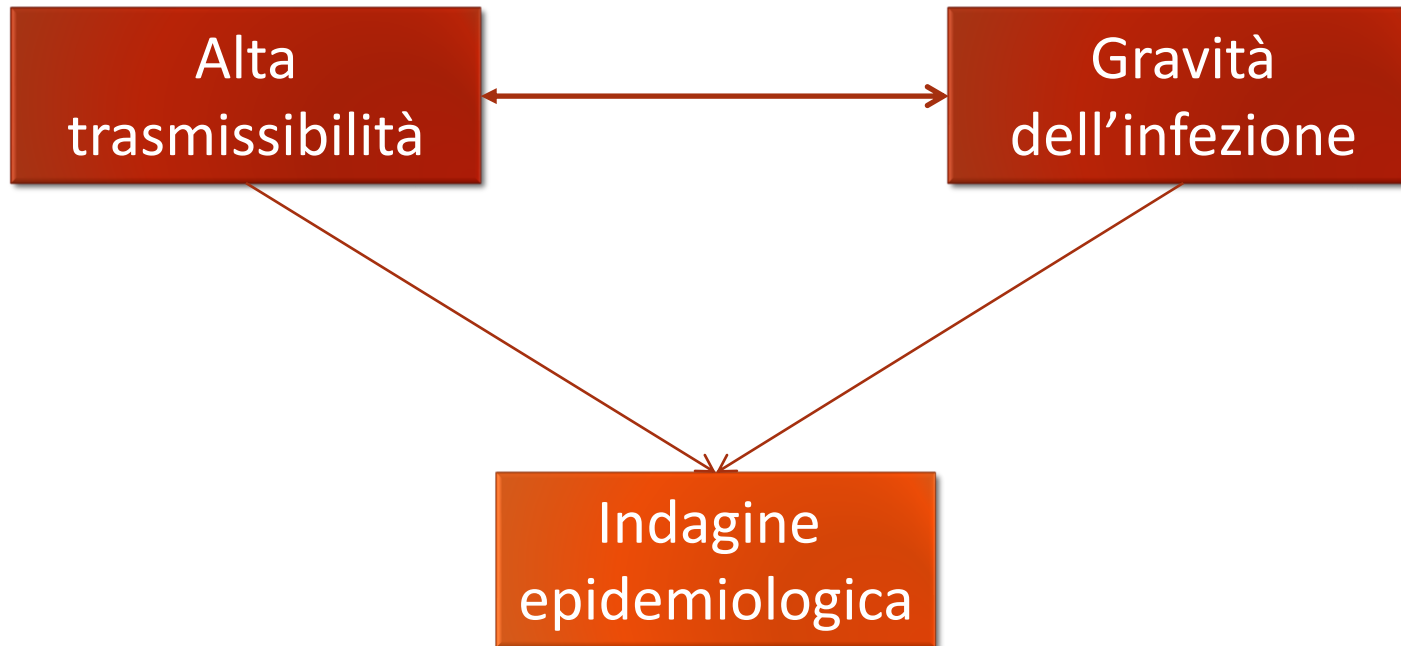 Alta
trasmissibilità
Gravità
dell’infezione
Indagine
epidemiologica